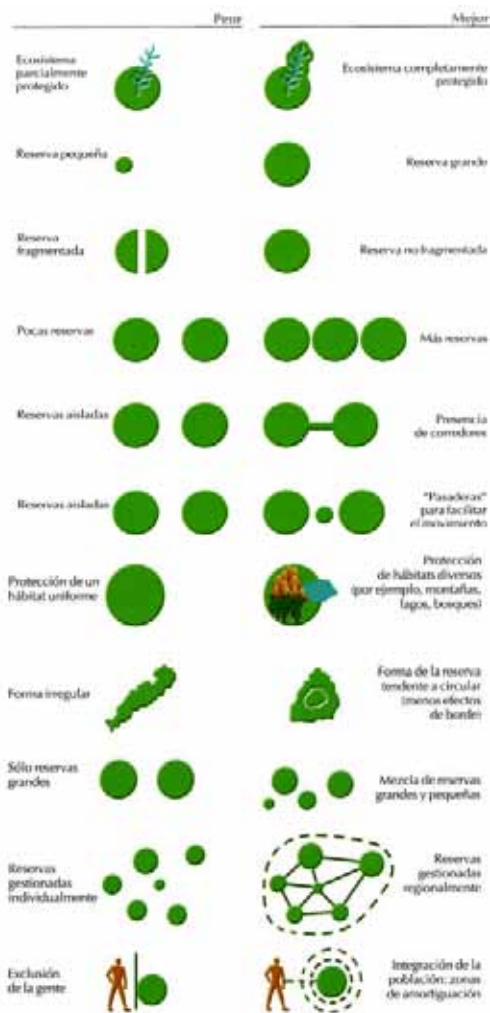 Peor
Mejor
Ecosistema
parcialmente
protegido
Ecosistema completamente
protegido
Reserva pequeña
Reserva grande
Reserva
fragmentada
Reserva no fragmentada
Pocas reservas
Más reservas
Reservas aisladas
Presencia
de corredores
Reservas aisladas
"Pasaderas"
para facilitar
el movimiento
Protección de un
hábitat uniforme
Protección
de hábitats diversos
(por ejemplo, montañas,
lagos, bosques)
Forma irregular
Forma de la reserva
tendente a circular
(menos efectos
de borde)
Sólo reservas
grandes
Mezcla de reservas
grandes y pequeñas
Reservas
gestionadas
individualmente
Reservas
gestionadas
regionalmente
Exclusión
de la gente
Integración de la
población: zonas
de amortiguación